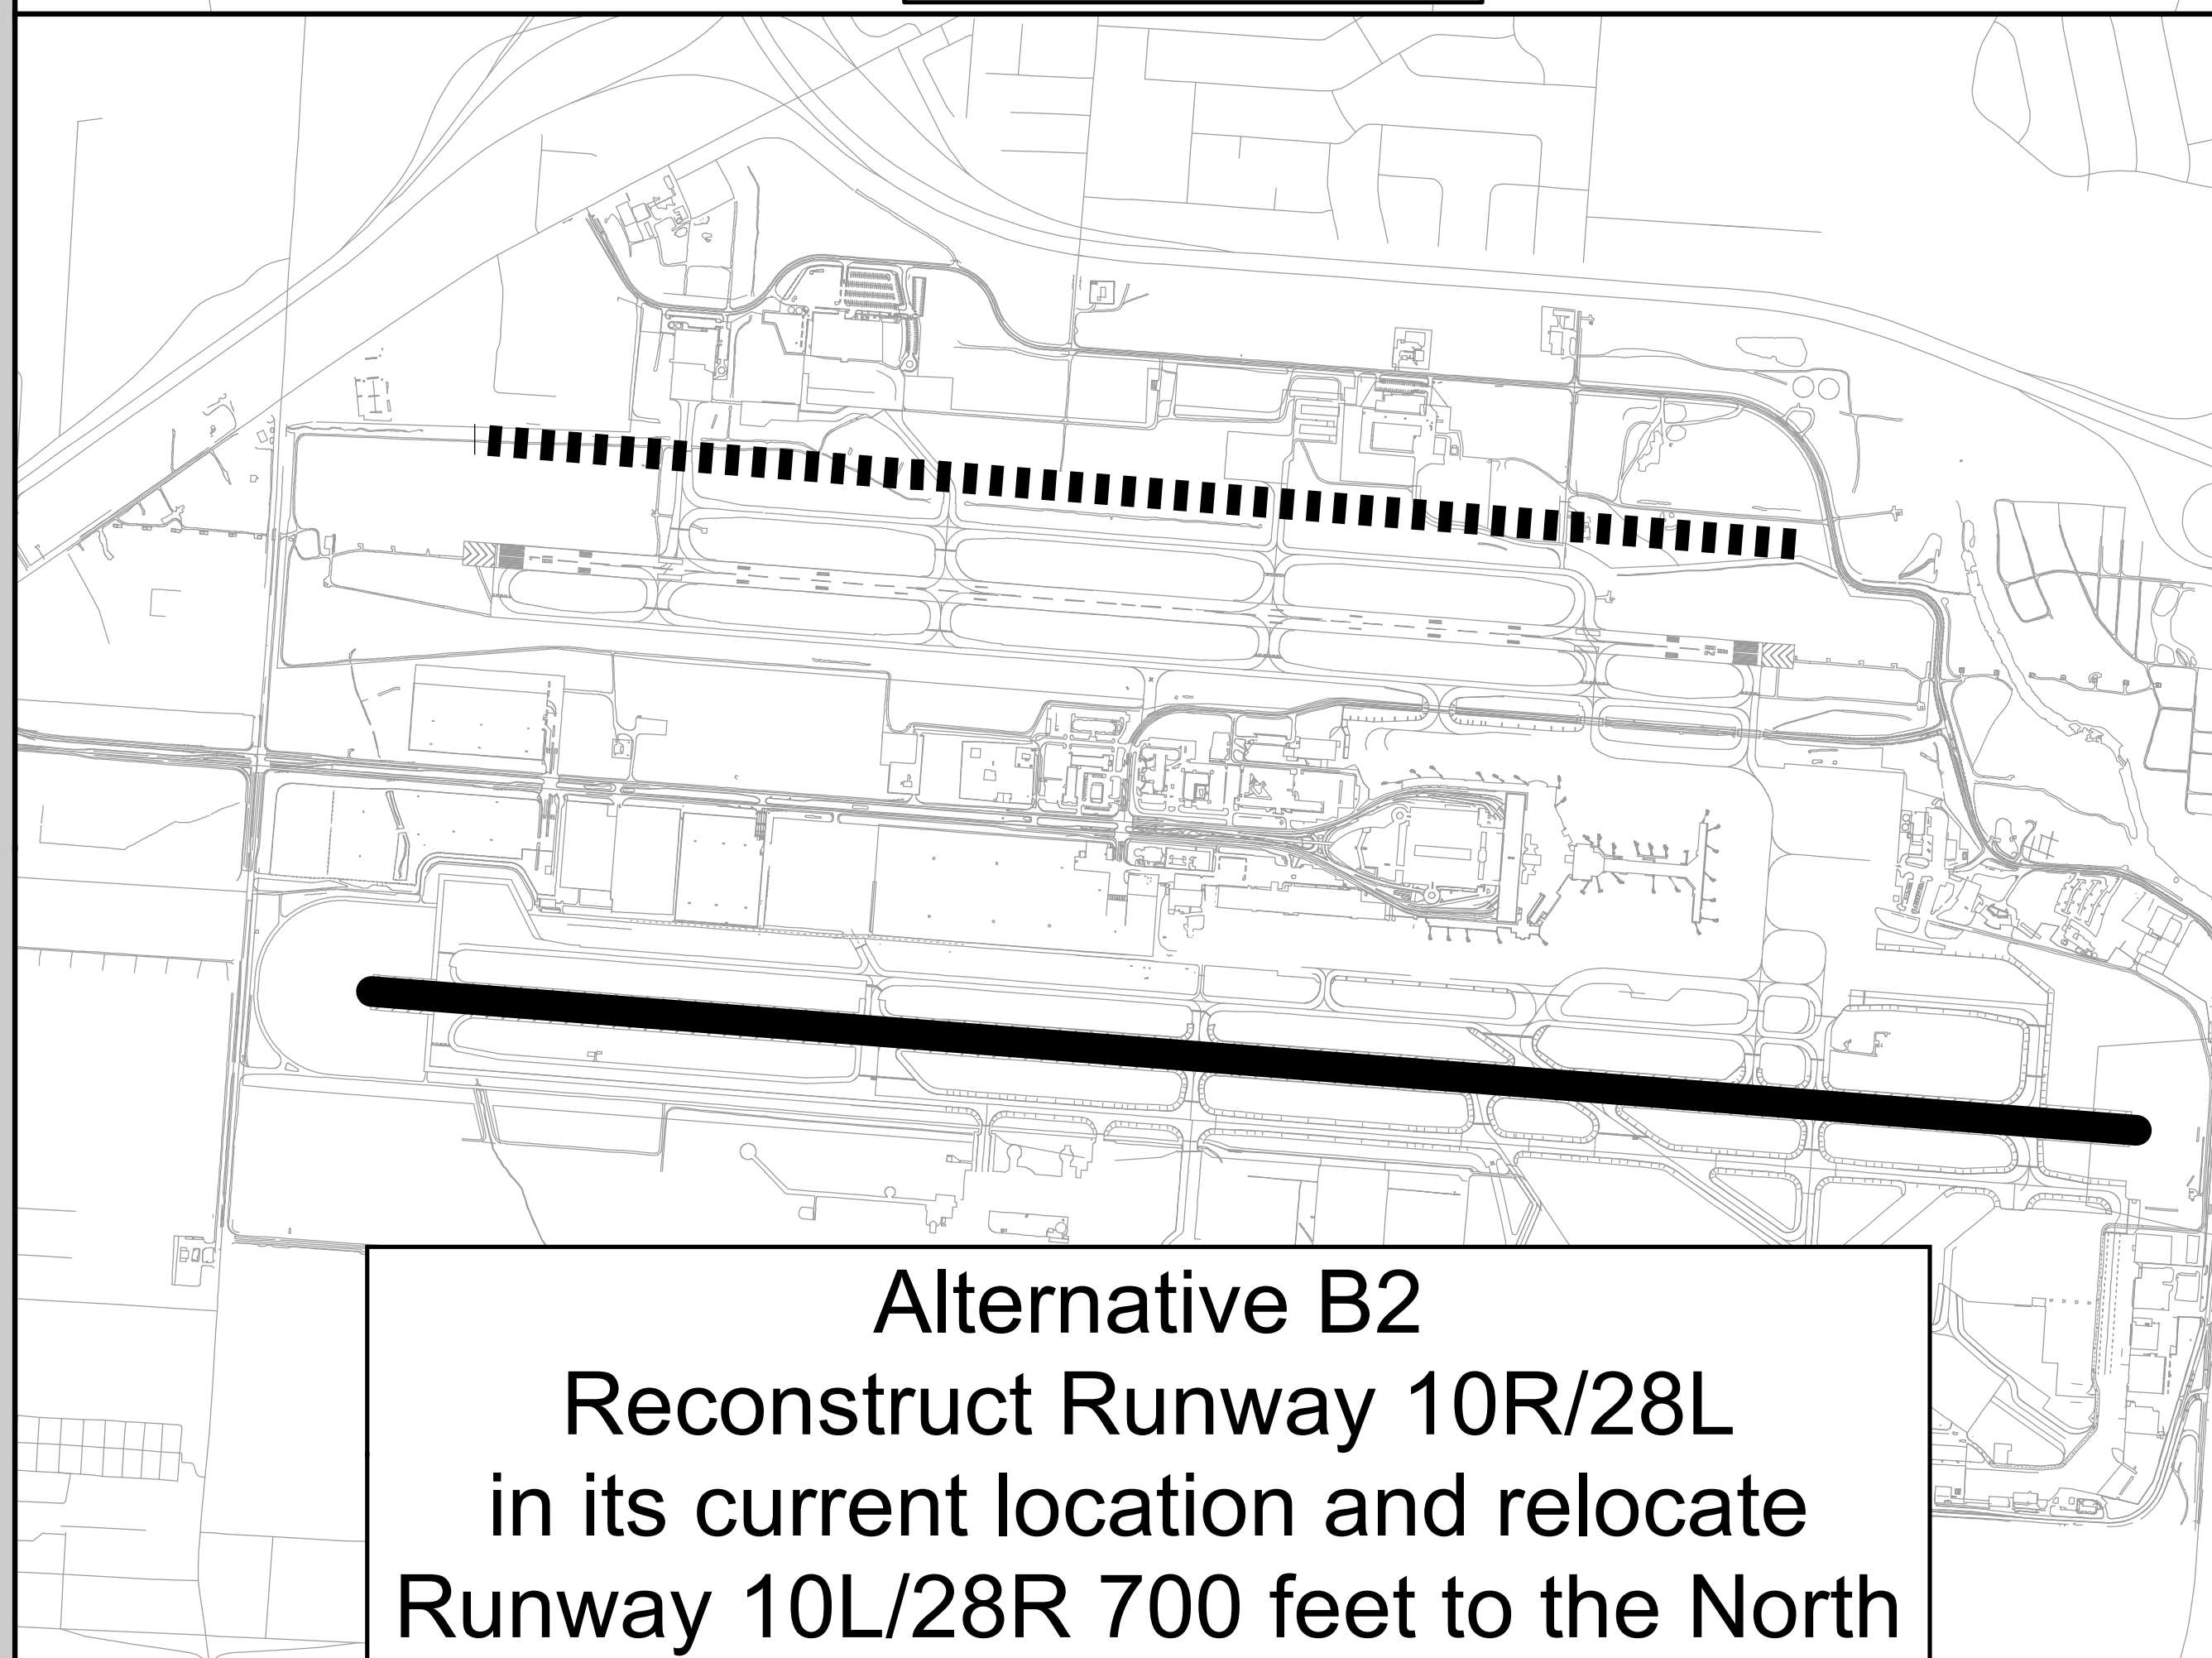 Alternative B2
Reconstruct Runway 10R/28L
in its current location and relocate
Runway 10L/28R 700 feet to the North